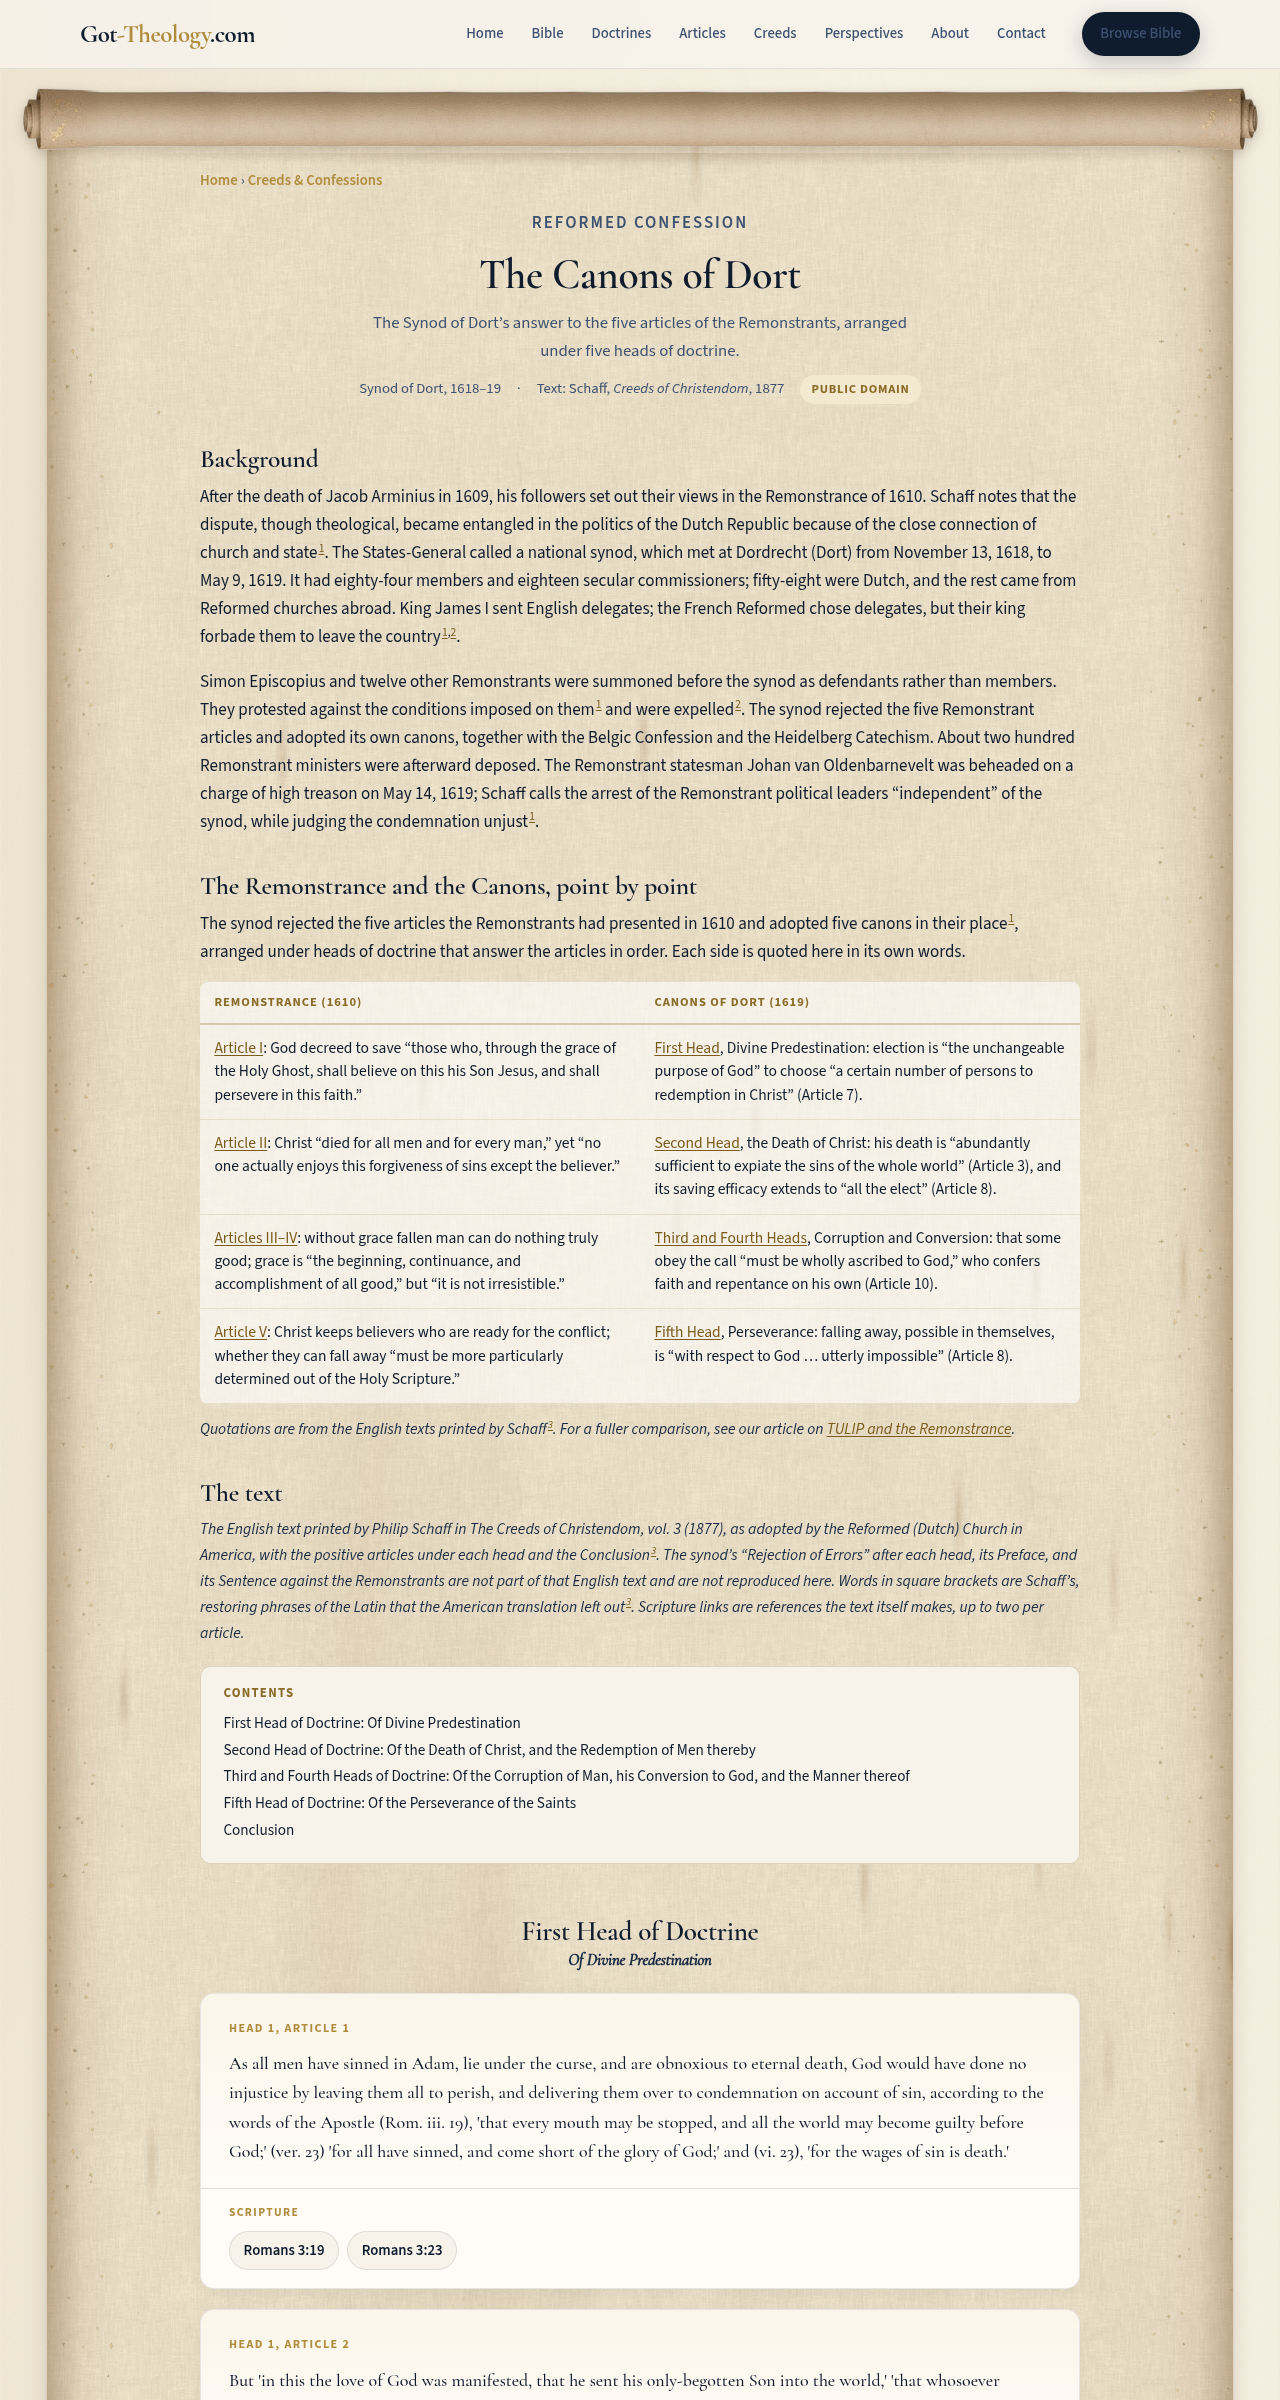 Got-Theology.com
Home
Bible
Doctrines
Articles
Creeds
Perspectives
About
Contact
Browse Bible
Home › Creeds & Confessions
REFORMED CONFESSION
The Canons of Dort
The Synod of Dort’s answer to the five articles of the Remonstrants, arranged
under five heads of doctrine.
Synod of Dort, 1618–19 · Text: Schaff, Creeds of Christendom, 1877 PUBLIC DOMAIN
Background
After the death of Jacob Arminius in 1609, his followers set out their views in the Remonstrance of 1610. Schaff notes that the
dispute, though theological, became entangled in the politics of the Dutch Republic because of the close connection of
church and state1. The States-General called a national synod, which met at Dordrecht (Dort) from November 13, 1618, to
May 9, 1619. It had eighty-four members and eighteen secular commissioners; fifty-eight were Dutch, and the rest came from
Reformed churches abroad. King James I sent English delegates; the French Reformed chose delegates, but their king
forbade them to leave the country1,2.
Simon Episcopius and twelve other Remonstrants were summoned before the synod as defendants rather than members.
They protested against the conditions imposed on them1 and were expelled2. The synod rejected the five Remonstrant
articles and adopted its own canons, together with the Belgic Confession and the Heidelberg Catechism. About two hundred
Remonstrant ministers were afterward deposed. The Remonstrant statesman Johan van Oldenbarnevelt was beheaded on a
charge of high treason on May 14, 1619; Schaff calls the arrest of the Remonstrant political leaders “independent” of the
synod, while judging the condemnation unjust1.
The Remonstrance and the Canons, point by point
The synod rejected the five articles the Remonstrants had presented in 1610 and adopted five canons in their place1,
arranged under heads of doctrine that answer the articles in order. Each side is quoted here in its own words.
REMONSTRANCE (1610)
CANONS OF DORT (1619)
Article I: God decreed to save “those who, through the grace of
the Holy Ghost, shall believe on this his Son Jesus, and shall
persevere in this faith.”
First Head, Divine Predestination: election is “the unchangeable
purpose of God” to choose “a certain number of persons to
redemption in Christ” (Article 7).
Article II: Christ “died for all men and for every man,” yet “no
one actually enjoys this forgiveness of sins except the believer.”
Second Head, the Death of Christ: his death is “abundantly
sufficient to expiate the sins of the whole world” (Article 3), and
its saving efficacy extends to “all the elect” (Article 8).
Articles III–IV: without grace fallen man can do nothing truly
good; grace is “the beginning, continuance, and
accomplishment of all good,” but “it is not irresistible.”
Third and Fourth Heads, Corruption and Conversion: that some
obey the call “must be wholly ascribed to God,” who confers
faith and repentance on his own (Article 10).
Article V: Christ keeps believers who are ready for the conflict;
whether they can fall away “must be more particularly
determined out of the Holy Scripture.”
Fifth Head, Perseverance: falling away, possible in themselves,
is “with respect to God … utterly impossible” (Article 8).
Quotations are from the English texts printed by Schaff3. For a fuller comparison, see our article on TULIP and the Remonstrance.
The text
The English text printed by Philip Schaff in The Creeds of Christendom, vol. 3 (1877), as adopted by the Reformed (Dutch) Church in
America, with the positive articles under each head and the Conclusion3. The synod’s “Rejection of Errors” after each head, its Preface, and
its Sentence against the Remonstrants are not part of that English text and are not reproduced here. Words in square brackets are Schaff’s,
restoring phrases of the Latin that the American translation left out3. Scripture links are references the text itself makes, up to two per
article.
CONTENTS
First Head of Doctrine: Of Divine Predestination
Second Head of Doctrine: Of the Death of Christ, and the Redemption of Men thereby
Third and Fourth Heads of Doctrine: Of the Corruption of Man, his Conversion to God, and the Manner thereof
Fifth Head of Doctrine: Of the Perseverance of the Saints
Conclusion
First Head of Doctrine
Of Divine Predestination
HEAD 1, ARTICLE 1
As all men have sinned in Adam, lie under the curse, and are obnoxious to eternal death, God would have done no
injustice by leaving them all to perish, and delivering them over to condemnation on account of sin, according to the
words of the Apostle (Rom. iii. 19), 'that every mouth may be stopped, and all the world may become guilty before
God;' (ver. 23) 'for all have sinned, and come short of the glory of God;' and (vi. 23), 'for the wages of sin is death.'
SCRIPTURE
Romans 3:19
Romans 3:23
HEAD 1, ARTICLE 2
But 'in this the love of God was manifested, that he sent his only-begotten Son into the world,' 'that whosoever